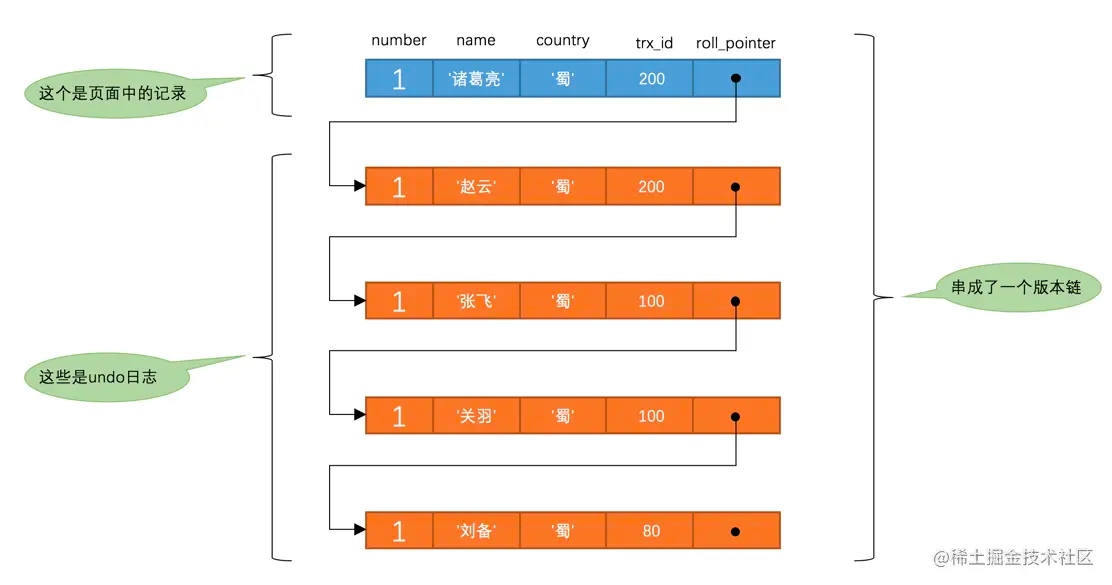 number name country trx_id roll_pointer
1 '诸葛亮' '蜀' 200
这个是页面中的记录
1 '赵云' '蜀' 200
1 '张飞' '蜀' 100
串成了一个版本链
这些是undo日志
1 '关羽' '蜀' 100
1 '刘备' '蜀' 80
@稀土掘金技术社区